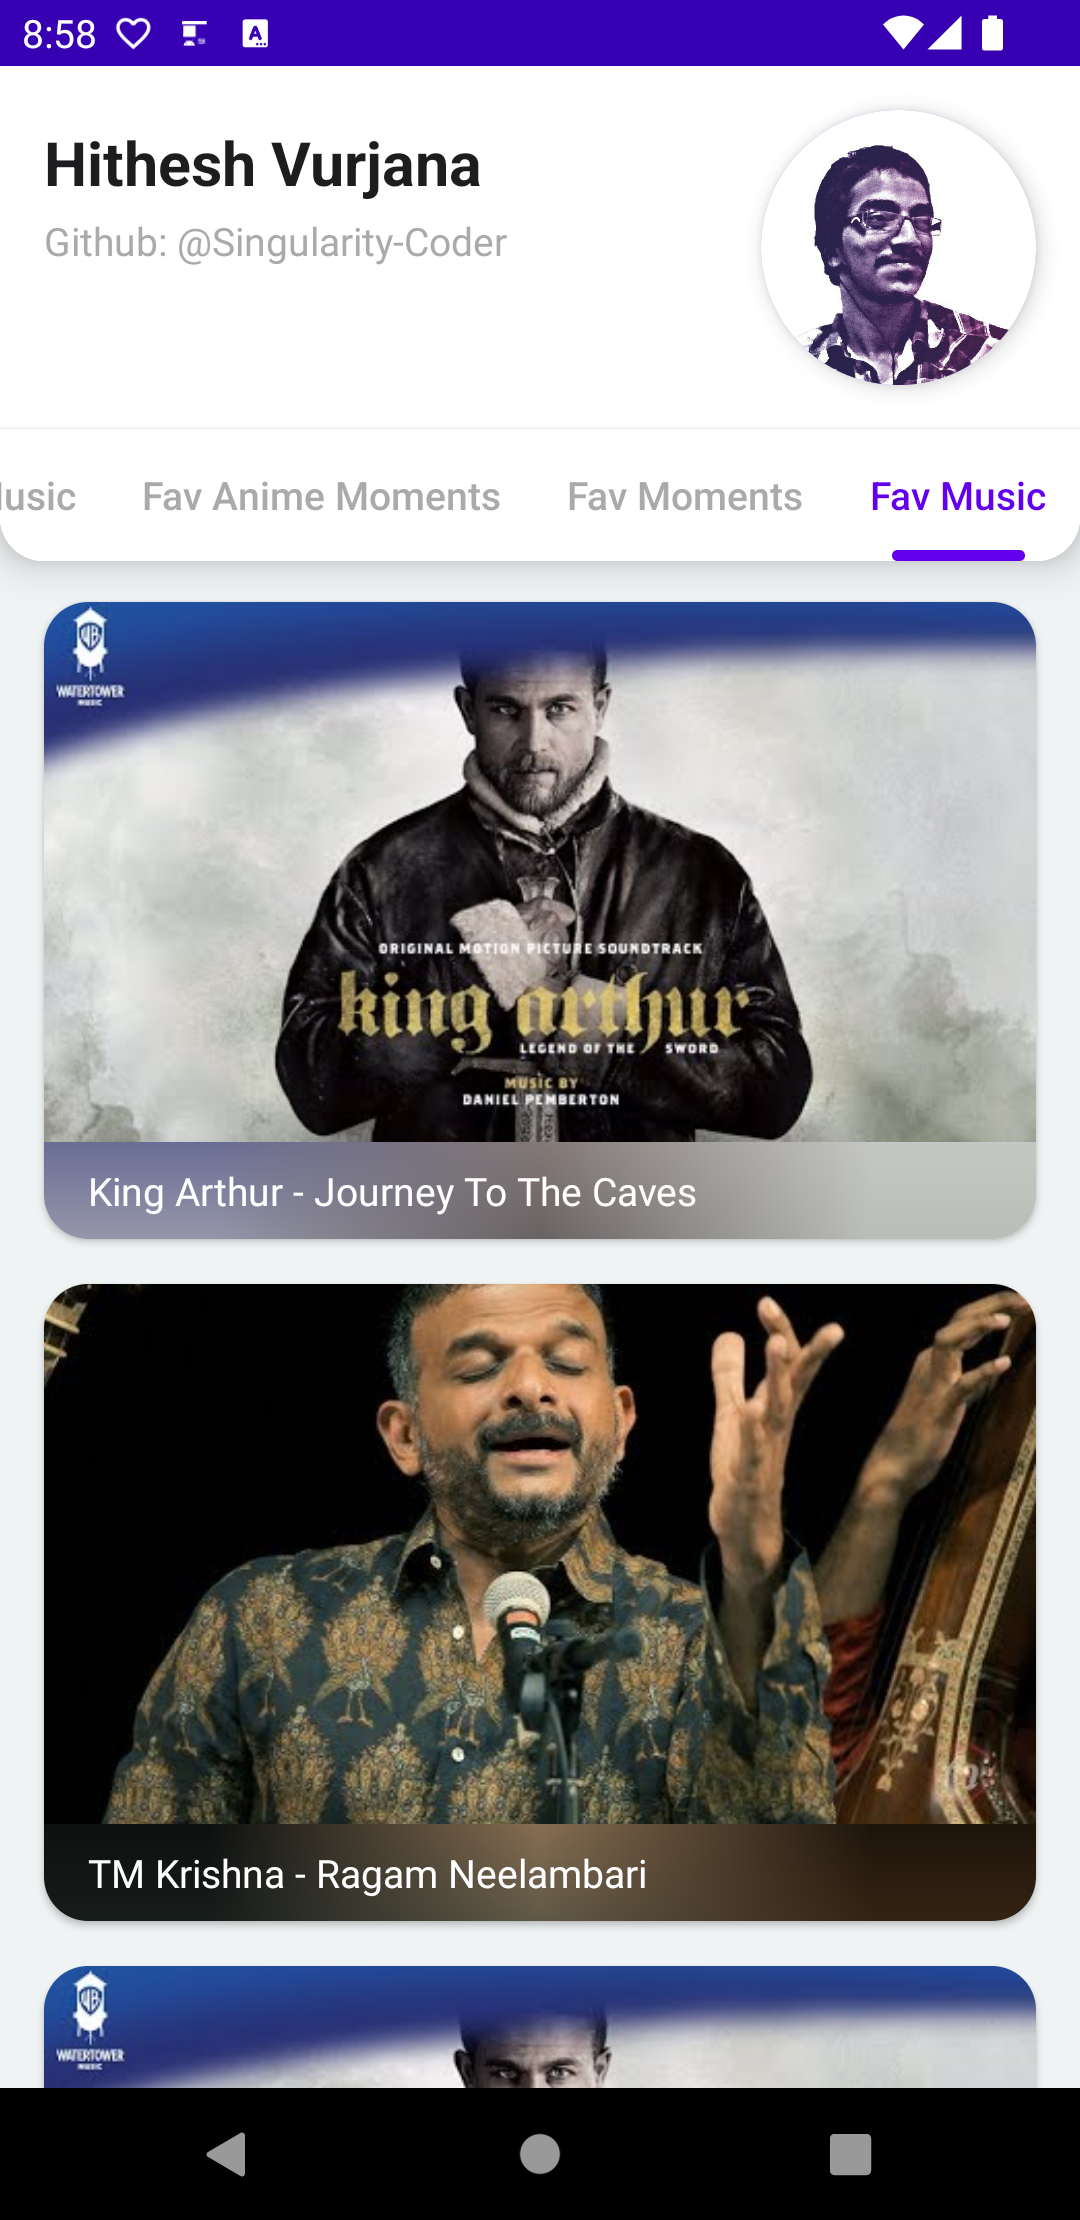 8:58
Hithesh Vurjana
Github: @Singularity-Coder
Fav Anime Moments
Fav Moments
Fav Music
WATERTOWER
MUSIC
ORIGINAL MOTION PICTURE SOUNDTRACK
king arthur
LEGEND OF THE SWORD
MUSIC BY
DANIEL PEMBERTON
King Arthur - Journey To The Caves
TM Krishna - Ragam Neelambari
WATERTOWER
MUSIC